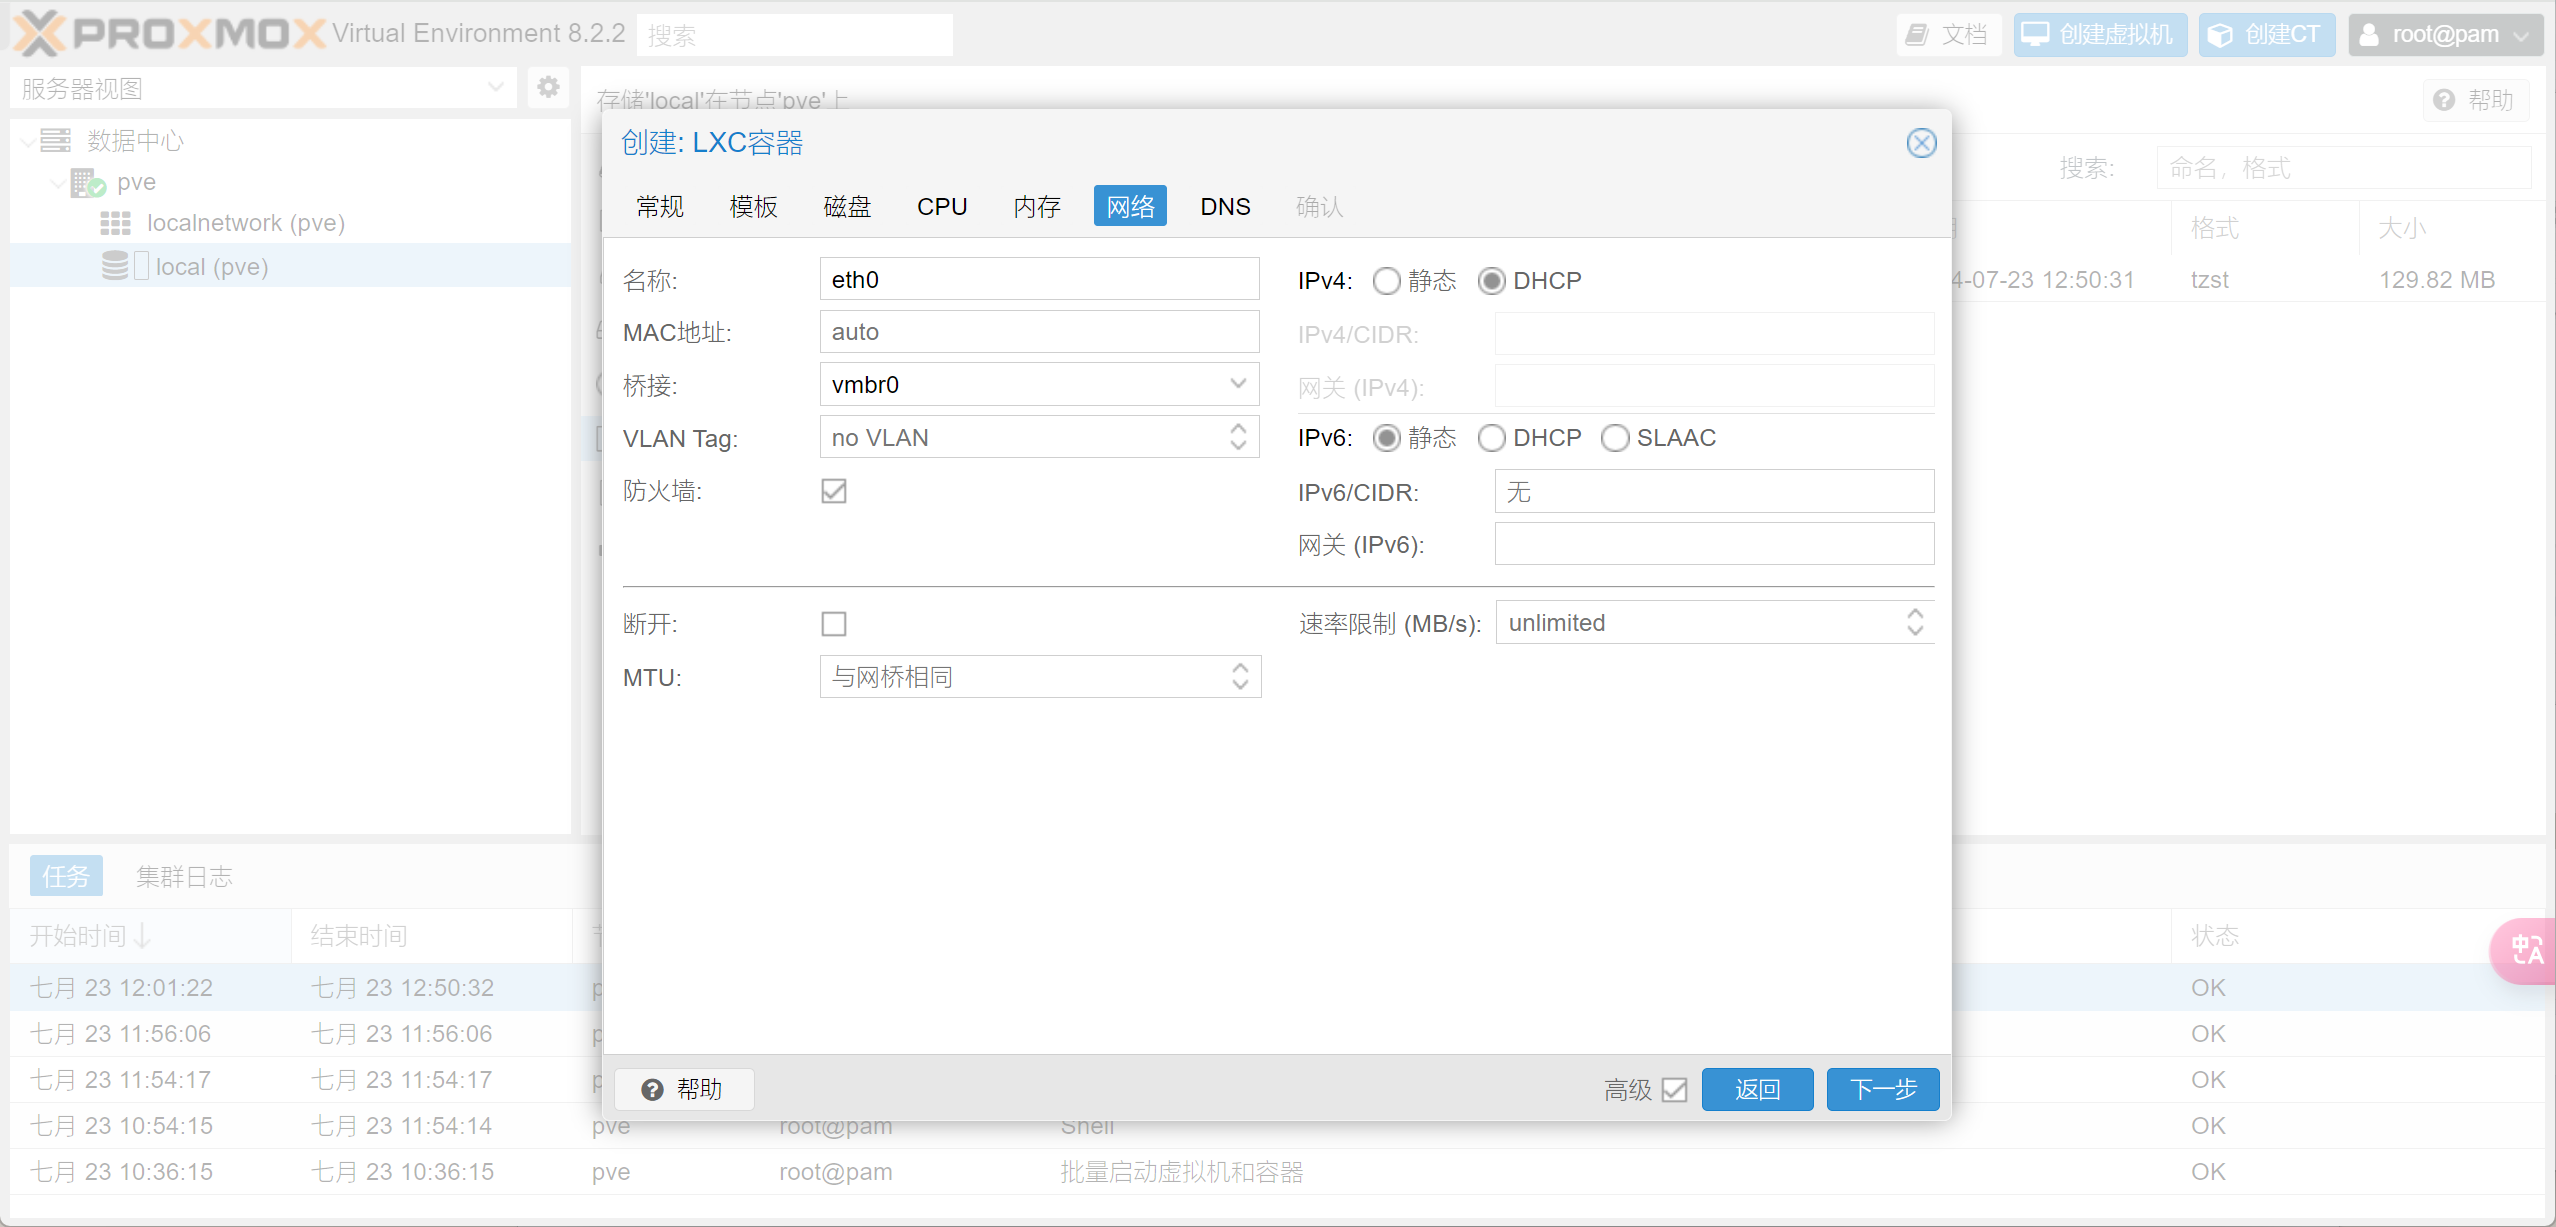 PROXMOX Virtual Environment 8.2.2 搜索 文档 创建虚拟机 创建CT root@pam
服务器视图
存储'local'在节点'pve'上 帮助
数据中心
pve
localnetwork (pve)
local (pve)
搜索: 命名，格式
格式 大小
4-07-23 12:50:31 tzst 129.82 MB
创建: LXC容器
常规 模板 磁盘 CPU 内存 网络 DNS 确认
名称: eth0
MAC地址: auto
桥接: vmbr0
VLAN Tag: no VLAN
防火墙:
IPv4: 静态 DHCP
IPv4/CIDR:
网关 (IPv4):
IPv6: 静态 DHCP SLAAC
IPv6/CIDR: 无
网关 (IPv6):
断开:
MTU: 与网桥相同
速率限制 (MB/s): unlimited
帮助 高级 返回 下一步
任务 集群日志
开始时间 结束时间 状态
七月 23 12:01:22 七月 23 12:50:32 OK
七月 23 11:56:06 七月 23 11:56:06 OK
七月 23 11:54:17 七月 23 11:54:17 OK
七月 23 10:54:15 七月 23 11:54:14 pve root@pam Shell OK
七月 23 10:36:15 七月 23 10:36:15 pve root@pam 批量启动虚拟机和容器 OK
中A